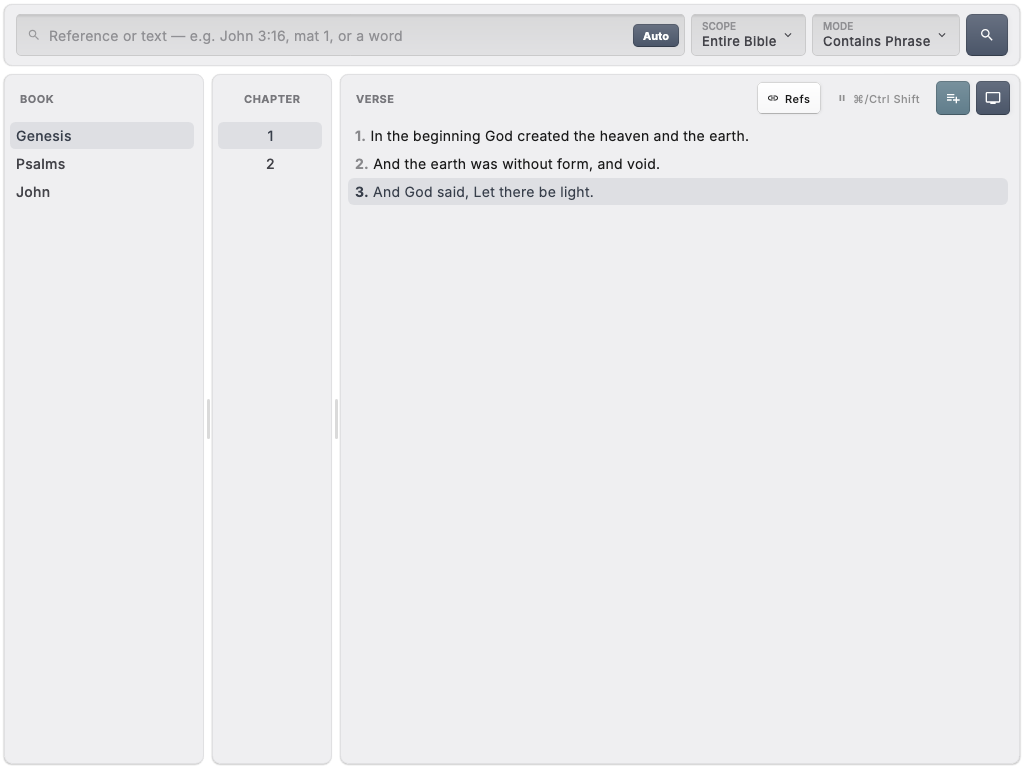 Reference or text — e.g. John 3:16, mat 1, or a word
Auto
SCOPE
Entire Bible
MODE
Contains Phrase
BOOK
Genesis
Psalms
John
CHAPTER
1
2
VERSE
Refs
⌘/Ctrl Shift
1. In the beginning God created the heaven and the earth.
2. And the earth was without form, and void.
3. And God said, Let there be light.